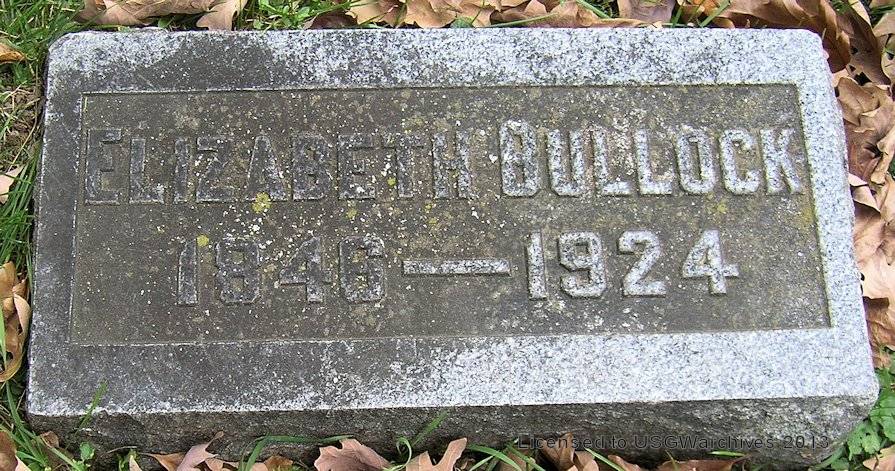 ELIZABETH BULLOCK
1846 — 1924
Licensed to USGWarchives 2013